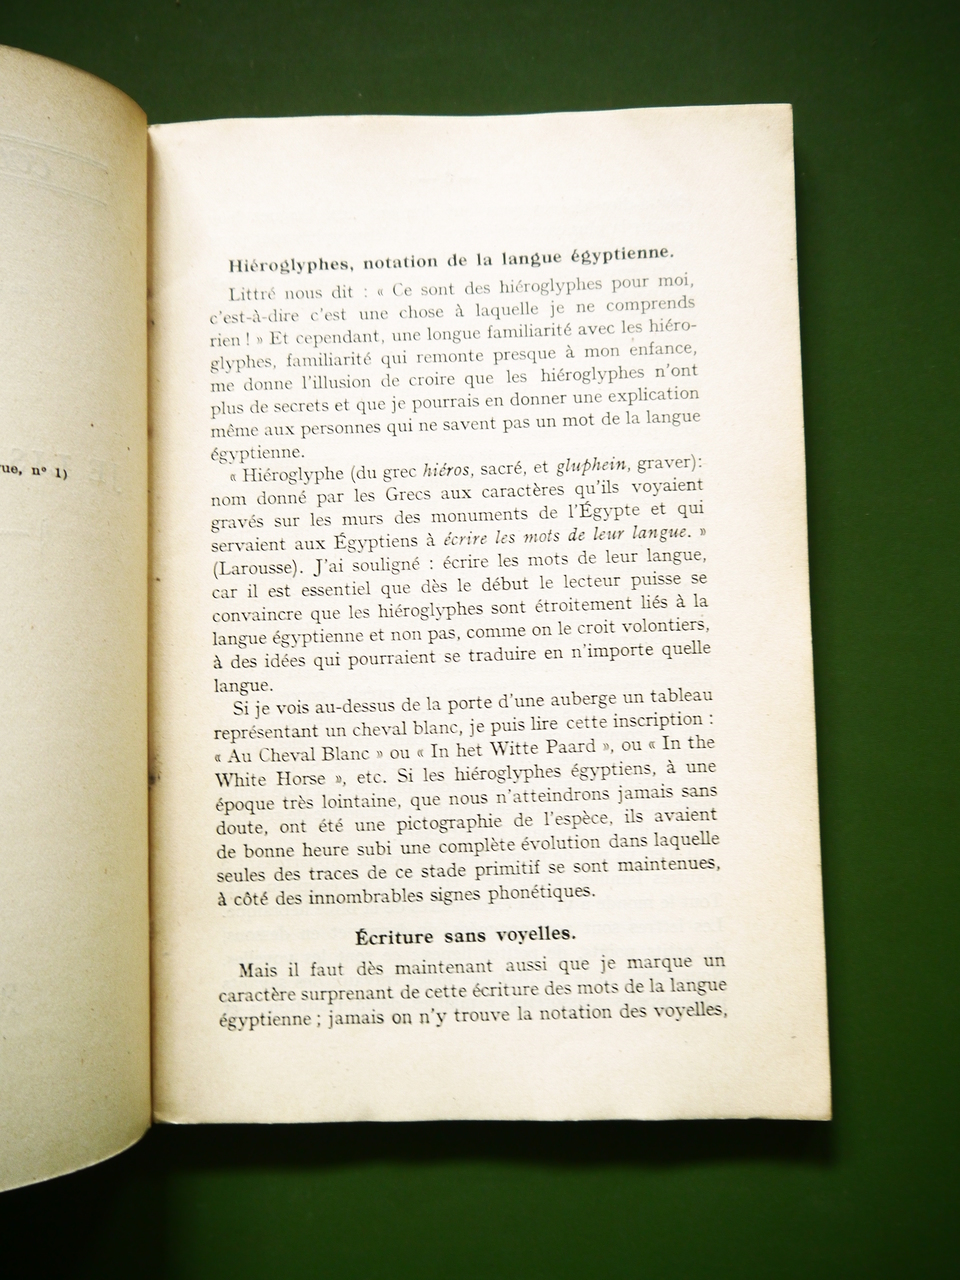 ue, n° 1)
Hiéroglyphes, notation de la langue égyptienne.
Littré nous dit : « Ce sont des hiéroglyphes pour moi,
c'est-à-dire c'est une chose à laquelle je ne comprends
rien ! » Et cependant, une longue familiarité avec les hiéro-
glyphes, familiarité qui remonte presque à mon enfance,
me donne l'illusion de croire que les hiéroglyphes n'ont
plus de secrets et que je pourrais en donner une explication
même aux personnes qui ne savent pas un mot de la langue
égyptienne.
« Hiéroglyphe (du grec hiéros, sacré, et gluphein, graver):
nom donné par les Grecs aux caractères qu'ils voyaient
gravés sur les murs des monuments de l'Égypte et qui
servaient aux Égyptiens à écrire les mots de leur langue. »
(Larousse). J'ai souligné : écrire les mots de leur langue,
car il est essentiel que dès le début le lecteur puisse se
convaincre que les hiéroglyphes sont étroitement liés à la
langue égyptienne et non pas, comme on le croit volontiers,
à des idées qui pourraient se traduire en n'importe quelle
langue.
Si je vois au-dessus de la porte d'une auberge un tableau
représentant un cheval blanc, je puis lire cette inscription :
« Au Cheval Blanc » ou « In het Witte Paard », ou « In the
White Horse », etc. Si les hiéroglyphes égyptiens, à une
époque très lointaine, que nous n'atteindrons jamais sans
doute, ont été une pictographie de l'espèce, ils avaient
de bonne heure subi une complète évolution dans laquelle
seules des traces de ce stade primitif se sont maintenues,
à côté des innombrables signes phonétiques.
Écriture sans voyelles.
Mais il faut dès maintenant aussi que je marque un
caractère surprenant de cette écriture des mots de la langue
égyptienne ; jamais on n'y trouve la notation des voyelles,